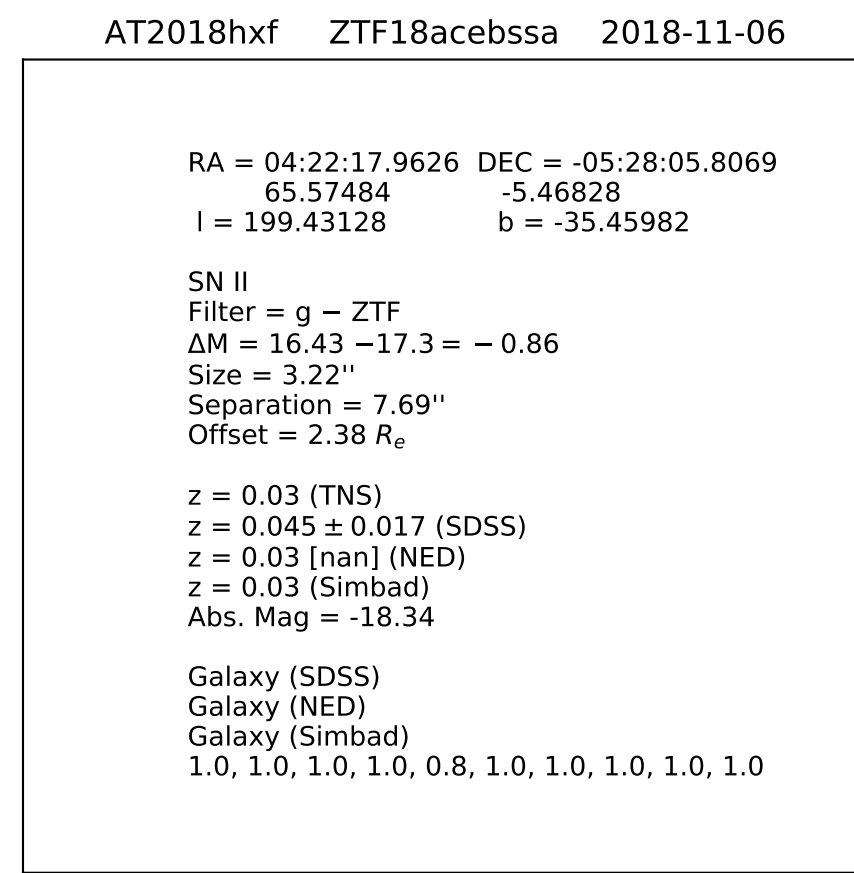 AT2018hxf ZTF18acebssa 2018-11-06
RA = 04:22:17.9626 DEC = -05:28:05.8069
65.57484 -5.46828
l = 199.43128 b = -35.45982
SN II
Filter = g − ZTF
ΔM = 16.43 −17.3 = − 0.86
Size = 3.22''
Separation = 7.69''
Offset = 2.38 Rₑ
z = 0.03 (TNS)
z = 0.045 ± 0.017 (SDSS)
z = 0.03 [nan] (NED)
z = 0.03 (Simbad)
Abs. Mag = -18.34
Galaxy (SDSS)
Galaxy (NED)
Galaxy (Simbad)
1.0, 1.0, 1.0, 1.0, 0.8, 1.0, 1.0, 1.0, 1.0, 1.0